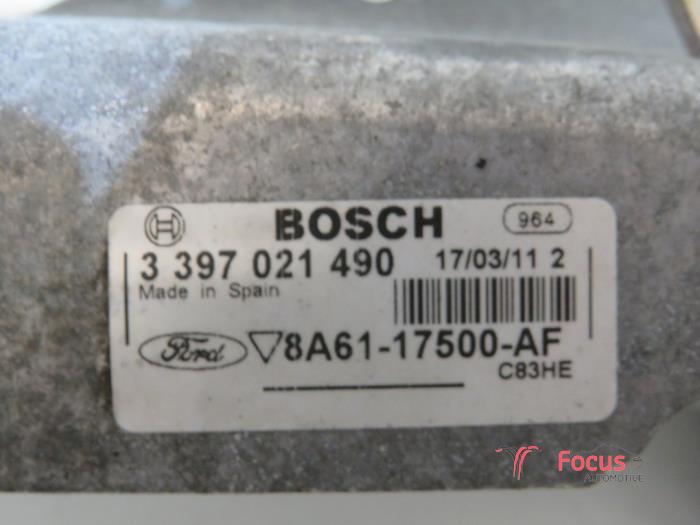 BOSCH 964
3 397 021 490 17/03/11 2
Made in Spain
Ford ▽8A61-17500-AF
C83HE
Focus
AUTOMOTIVE